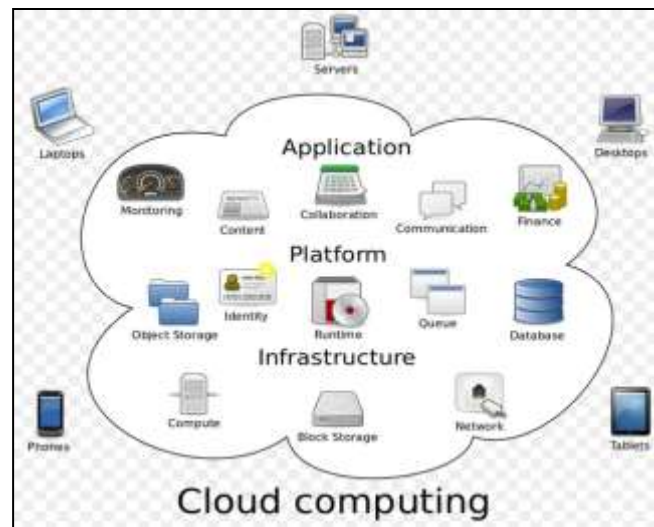 Servers
Laptops
Desktops
Application
Monitoring
Content
Collaboration
Communication
Finance
Platform
Object Storage
Identity
Runtime
Queue
Database
Infrastructure
Compute
Block Storage
Network
Phones
Tablets
Cloud computing